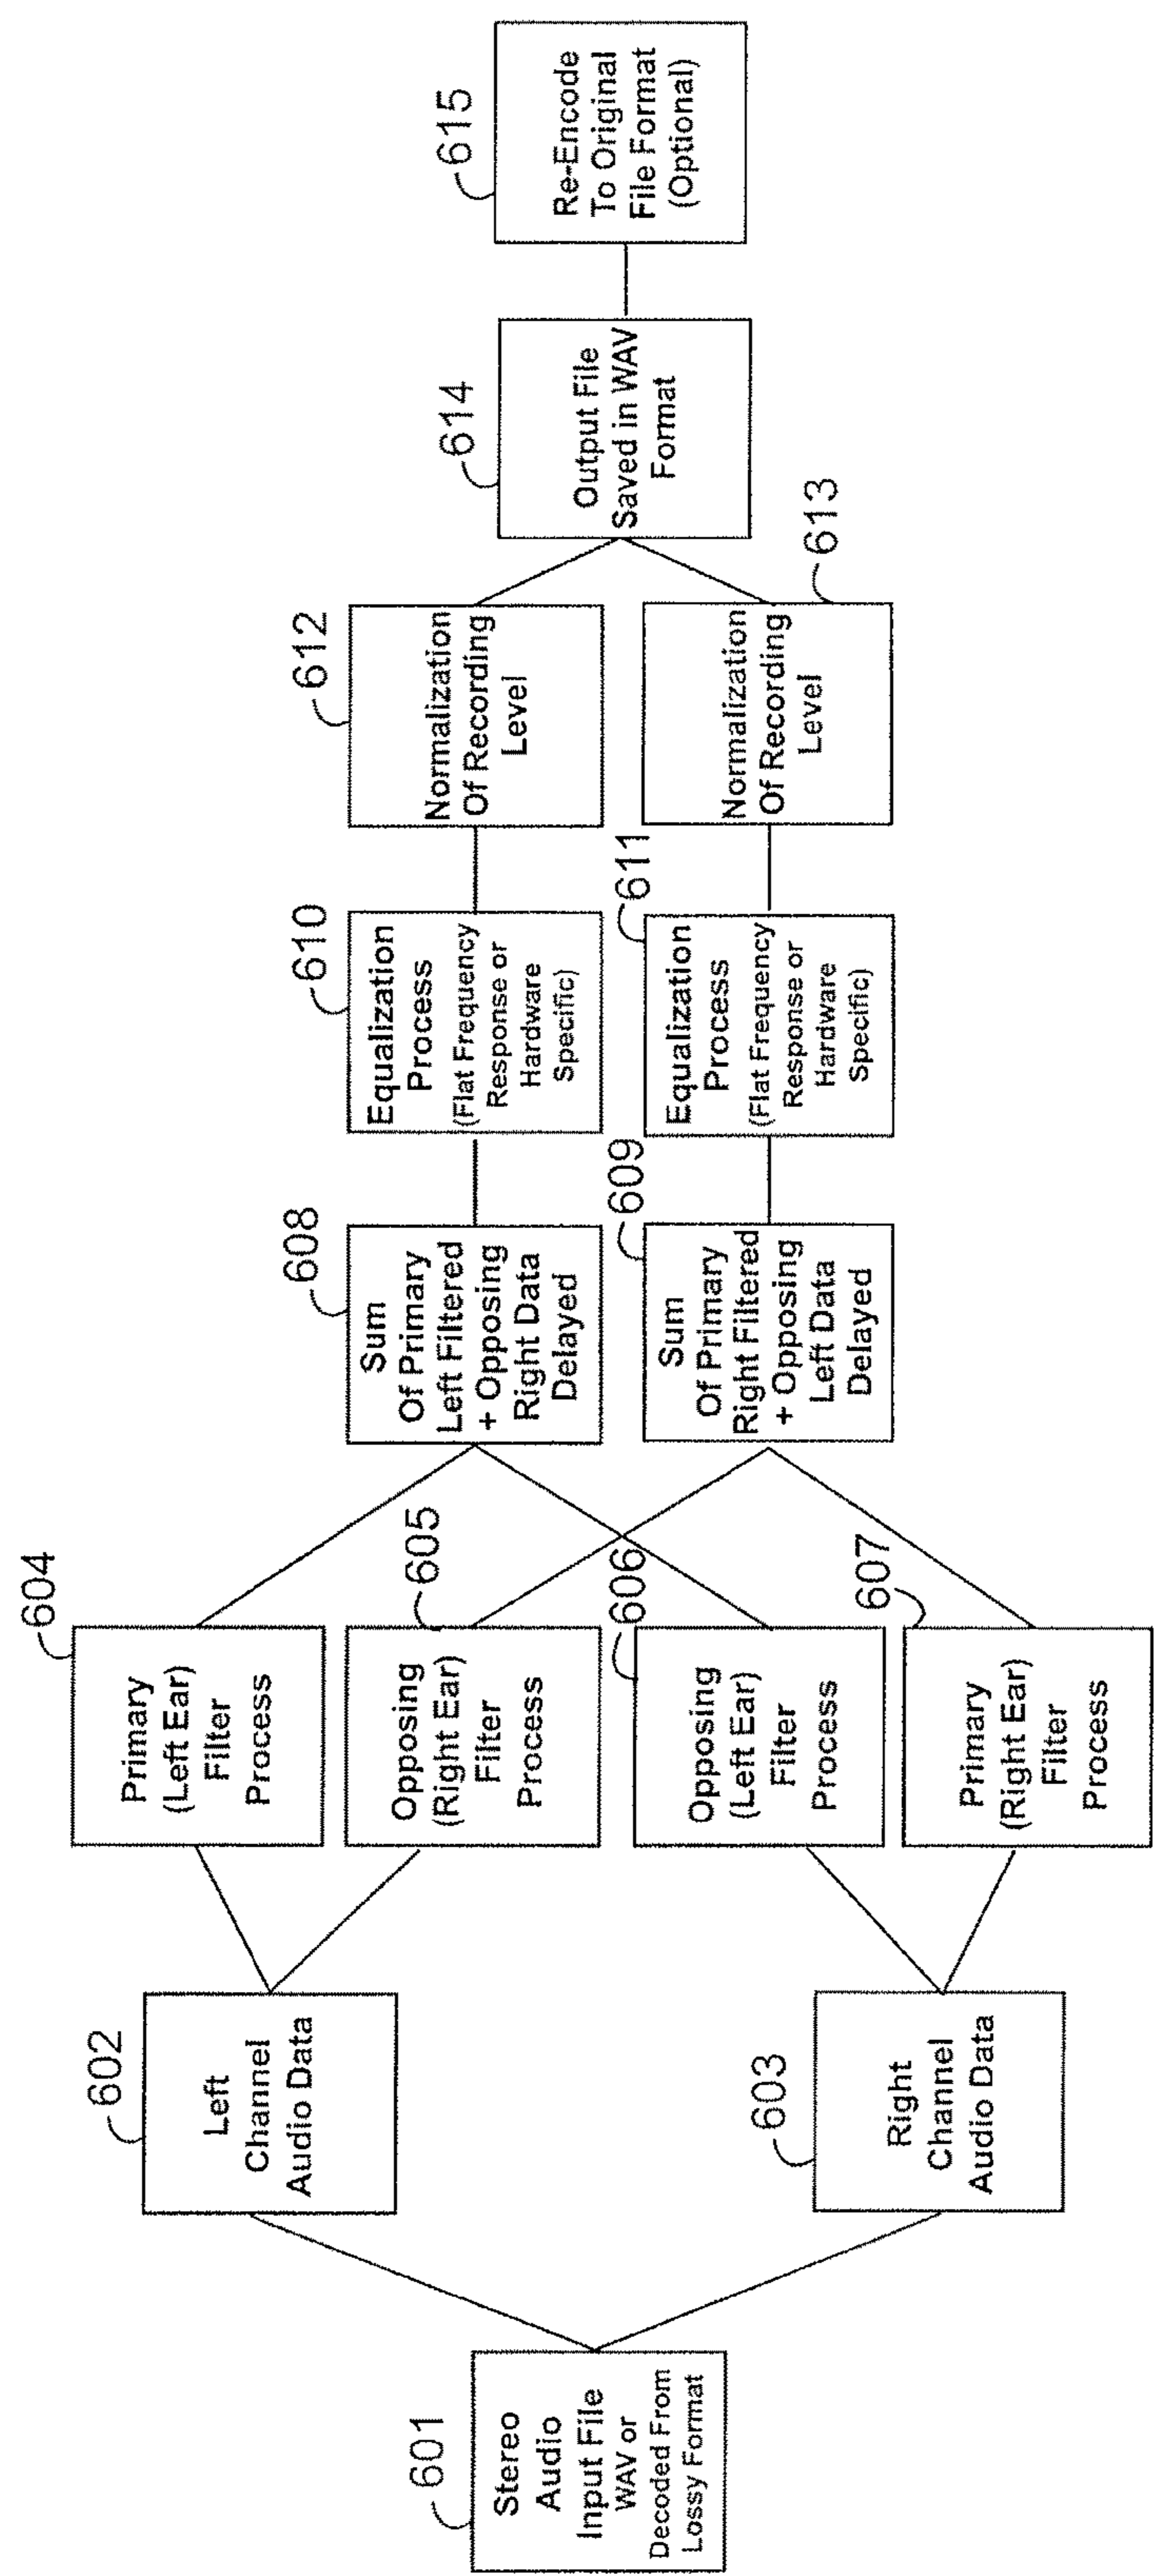 601
Stereo
Audio
Input File
WAV or
Decoded From
Lossy Format
602
Left
Channel
Audio Data
603
Right
Channel
Audio Data
604
Primary
(Left Ear)
Filter
Process
605
Opposing
(Right Ear)
Filter
Process
606
Opposing
(Left Ear)
Filter
Process
607
Primary
(Right Ear)
Filter
Process
608
Sum
Of Primary
Left Filtered
+ Opposing
Right Data
Delayed
609
Sum
Of Primary
Right Filtered
+ Opposing
Left Data
Delayed
610
Equalization
Process
(Flat Frequency
Response or
Hardware
Specific)
611
Equalization
Process
(Flat Frequency
Response or
Hardware
Specific)
612
Normalization
Of Recording
Level
613
Normalization
Of Recording
Level
614
Output File
Saved in WAV
Format
615
Re-Encode
To Original
File Format
(Optional)